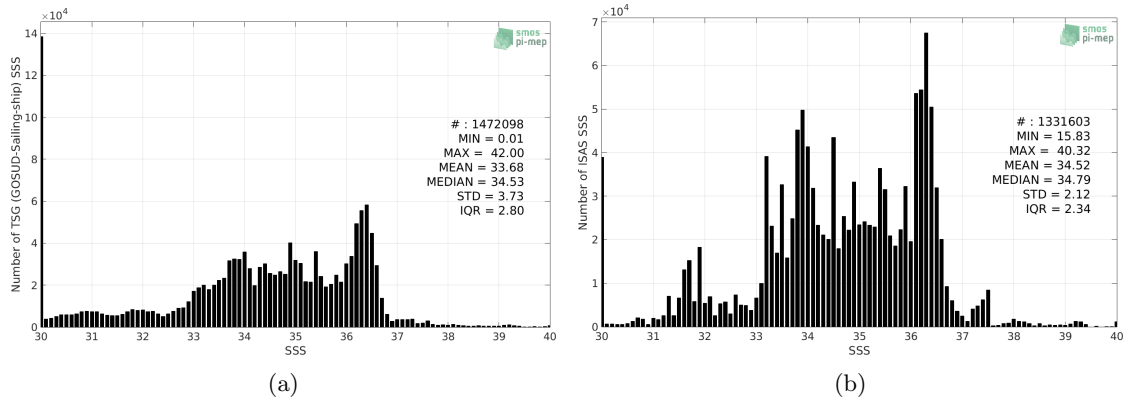 ×10⁴
14
12
10
8
6
4
2
0
30 31 32 33 34 35 36 37 38 39 40
SSS
Number of TSG (GOSUD-Sailing-ship) SSS
smos
pi-mep
# : 1472098
MIN = 0.01
MAX = 42.00
MEAN = 33.68
MEDIAN = 34.53
STD = 3.73
IQR = 2.80
(a)
×10⁴
7
6
5
4
3
2
1
0
30 31 32 33 34 35 36 37 38 39 40
SSS
Number of ISAS SSS
smos
pi-mep
# : 1331603
MIN = 15.83
MAX = 40.32
MEAN = 34.52
MEDIAN = 34.79
STD = 2.12
IQR = 2.34
(b)